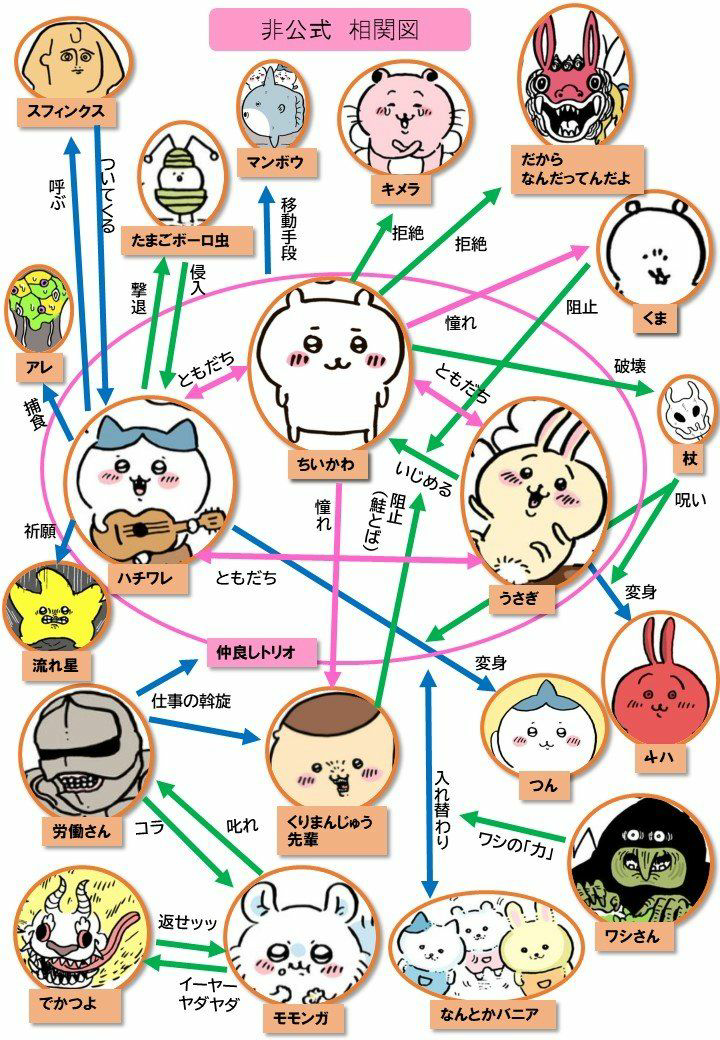 非公式 相関図
スフィンクス
マンボウ
キメラ
だから
なんだってんだよ
たまごボーロ虫
くま
呼ぶ
ついてくる
撃退
侵入
移動手段
拒絶
拒絶
憧れ
阻止
アレ
捕食
ともだち
ともだち
破壊
杖
ちいかわ
いじめる
憧れ
阻止
(鮭とば)
呪い
祈願
ハチワレ
ともだち
うさぎ
変身
流れ星
仲良しトリオ
変身
仕事の斡旋
つん
労働さん
コラ
叱れ
くりまんじゅう
先輩
入れ替わり
ワシの「力」
ワシさん
返せッッ
イーヤー
ヤダヤダ
でかつよ
モモンガ
なんとかバニア